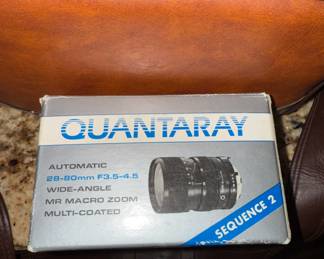 QUANTARAY
AUTOMATIC
28-80mm F3.5-4.5
WIDE-ANGLE
MR MACRO ZOOM
MULTI-COATED
SEQUENCE 2